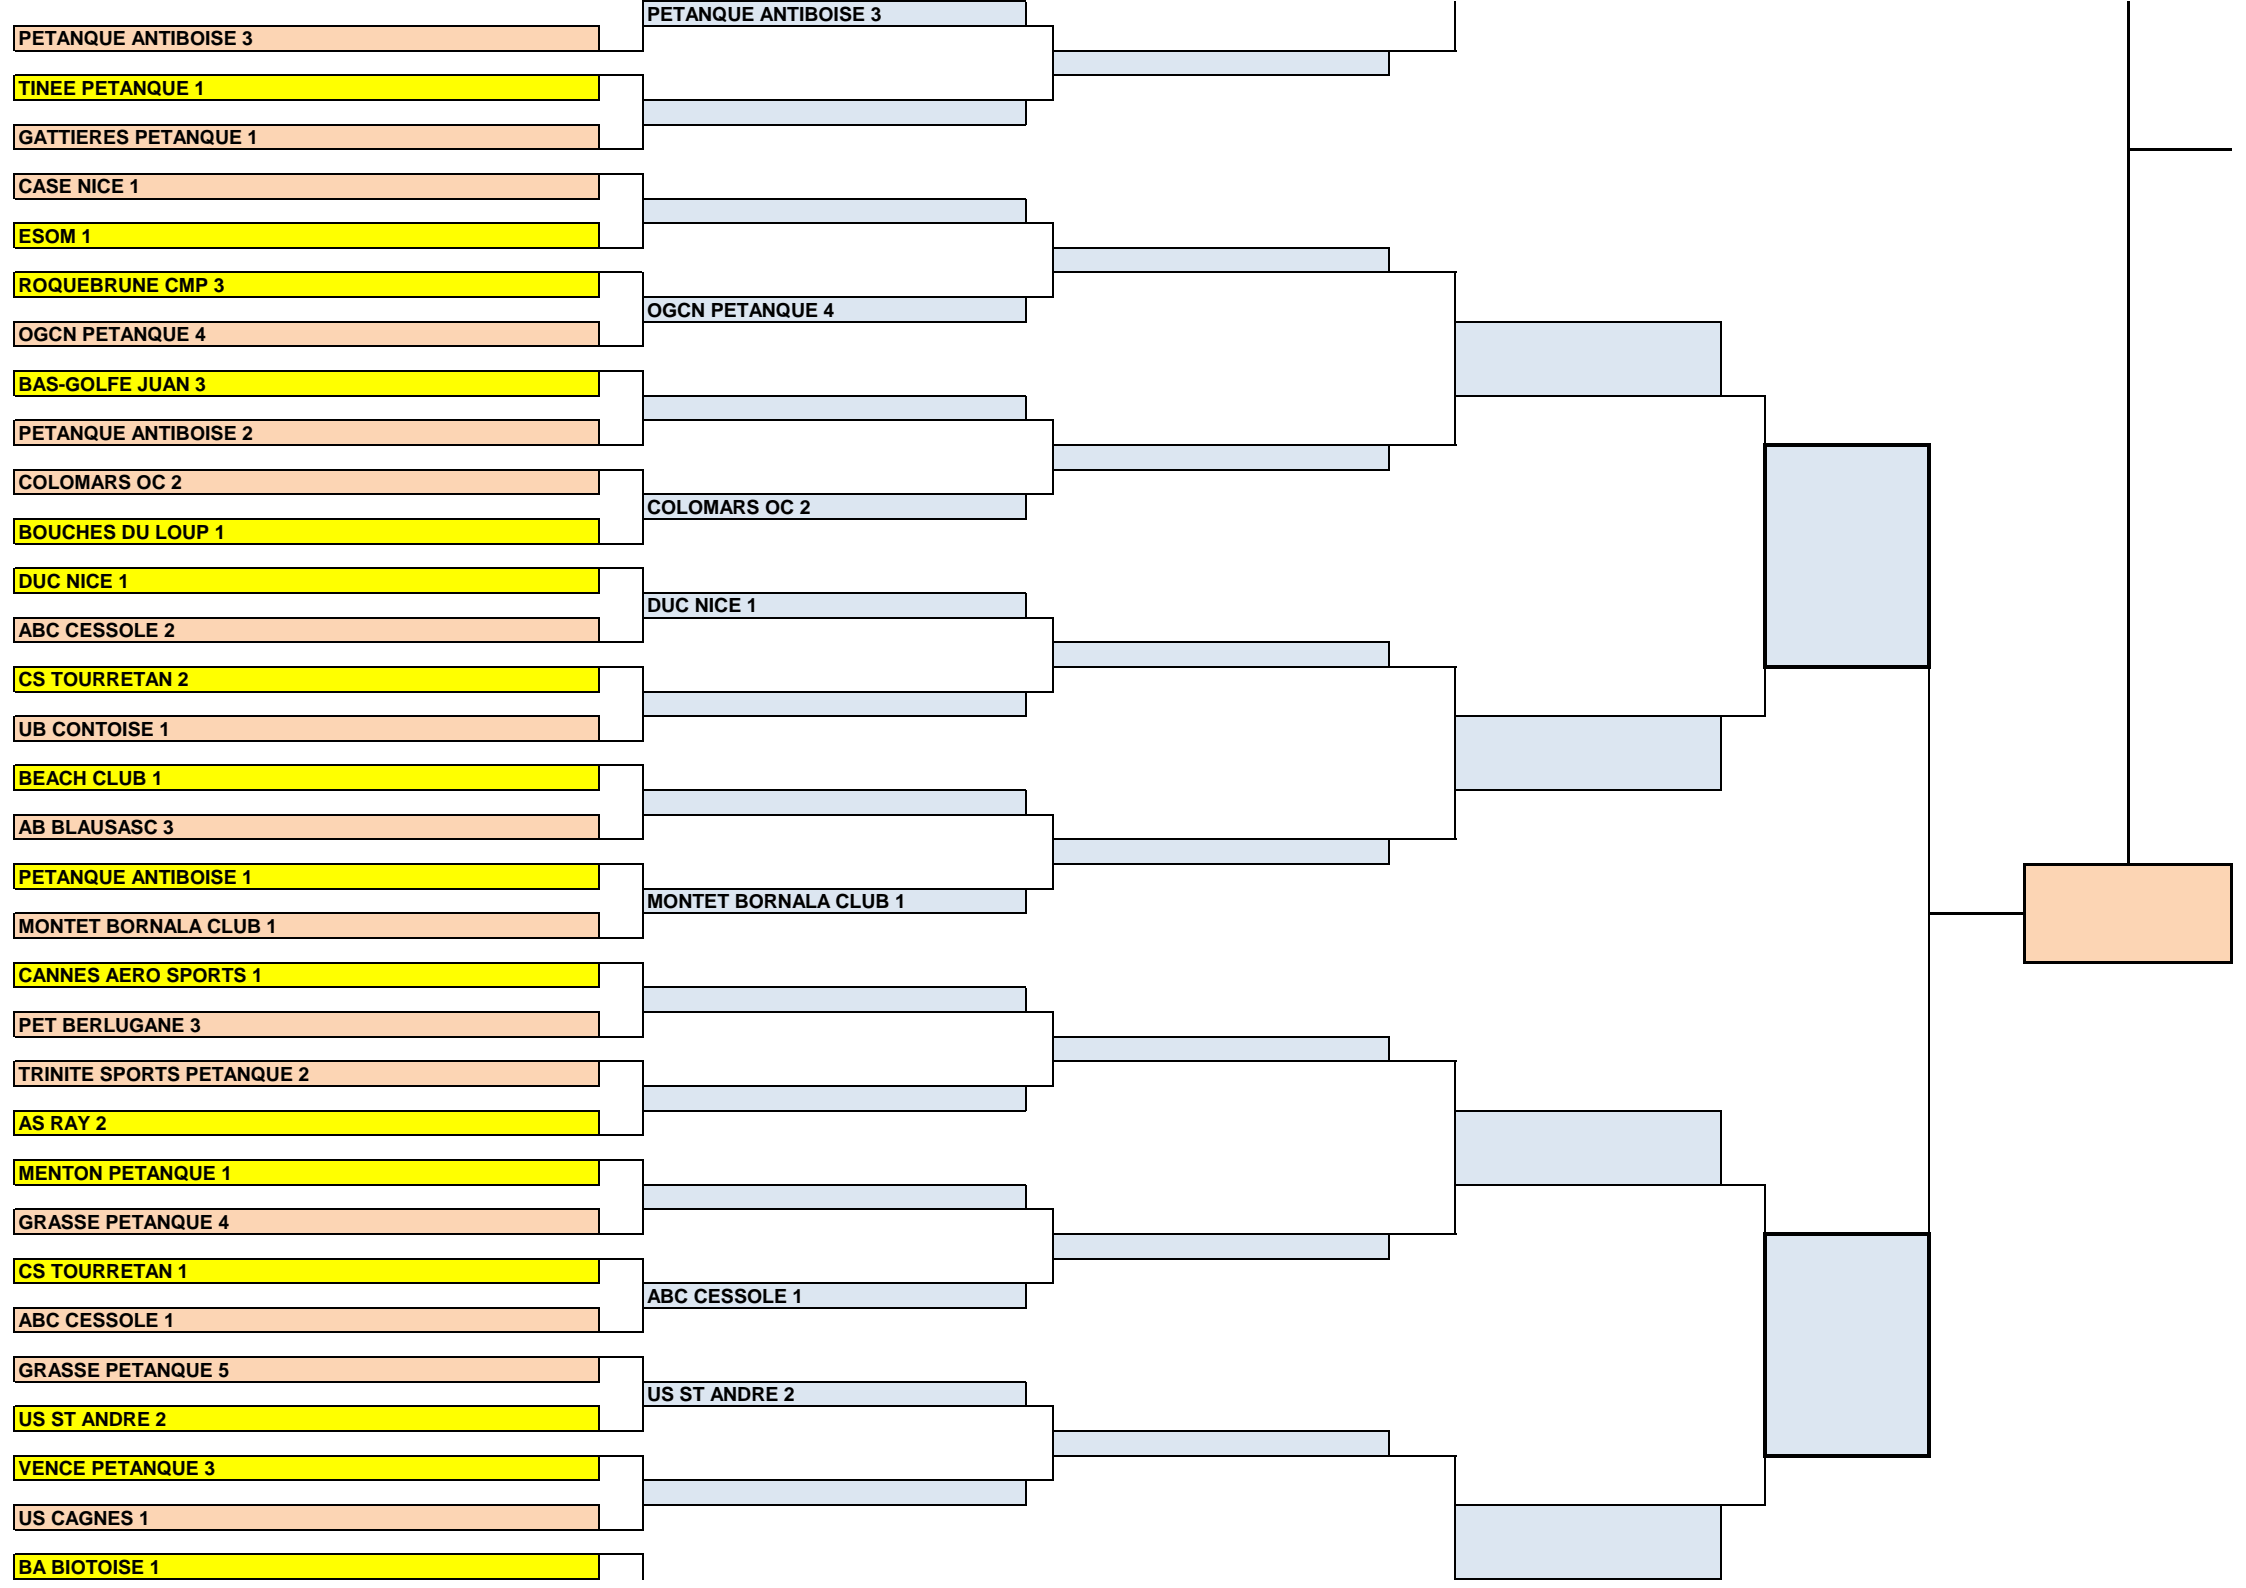 PETANQUE ANTIBOISE 3
PETANQUE ANTIBOISE 3
TINEE PETANQUE 1
GATTIERES PETANQUE 1
CASE NICE 1
ESOM 1
ROQUEBRUNE CMP 3
OGCN PETANQUE 4
OGCN PETANQUE 4
BAS-GOLFE JUAN 3
PETANQUE ANTIBOISE 2
COLOMARS OC 2
COLOMARS OC 2
BOUCHES DU LOUP 1
DUC NICE 1
DUC NICE 1
ABC CESSOLE 2
CS TOURRETAN 2
UB CONTOISE 1
BEACH CLUB 1
AB BLAUSASC 3
PETANQUE ANTIBOISE 1
MONTET BORNALA CLUB 1
MONTET BORNALA CLUB 1
CANNES AERO SPORTS 1
PET BERLUGANE 3
TRINITE SPORTS PETANQUE 2
AS RAY 2
MENTON PETANQUE 1
GRASSE PETANQUE 4
CS TOURRETAN 1
ABC CESSOLE 1
ABC CESSOLE 1
GRASSE PETANQUE 5
US ST ANDRE 2
US ST ANDRE 2
VENCE PETANQUE 3
US CAGNES 1
BA BIOTOISE 1